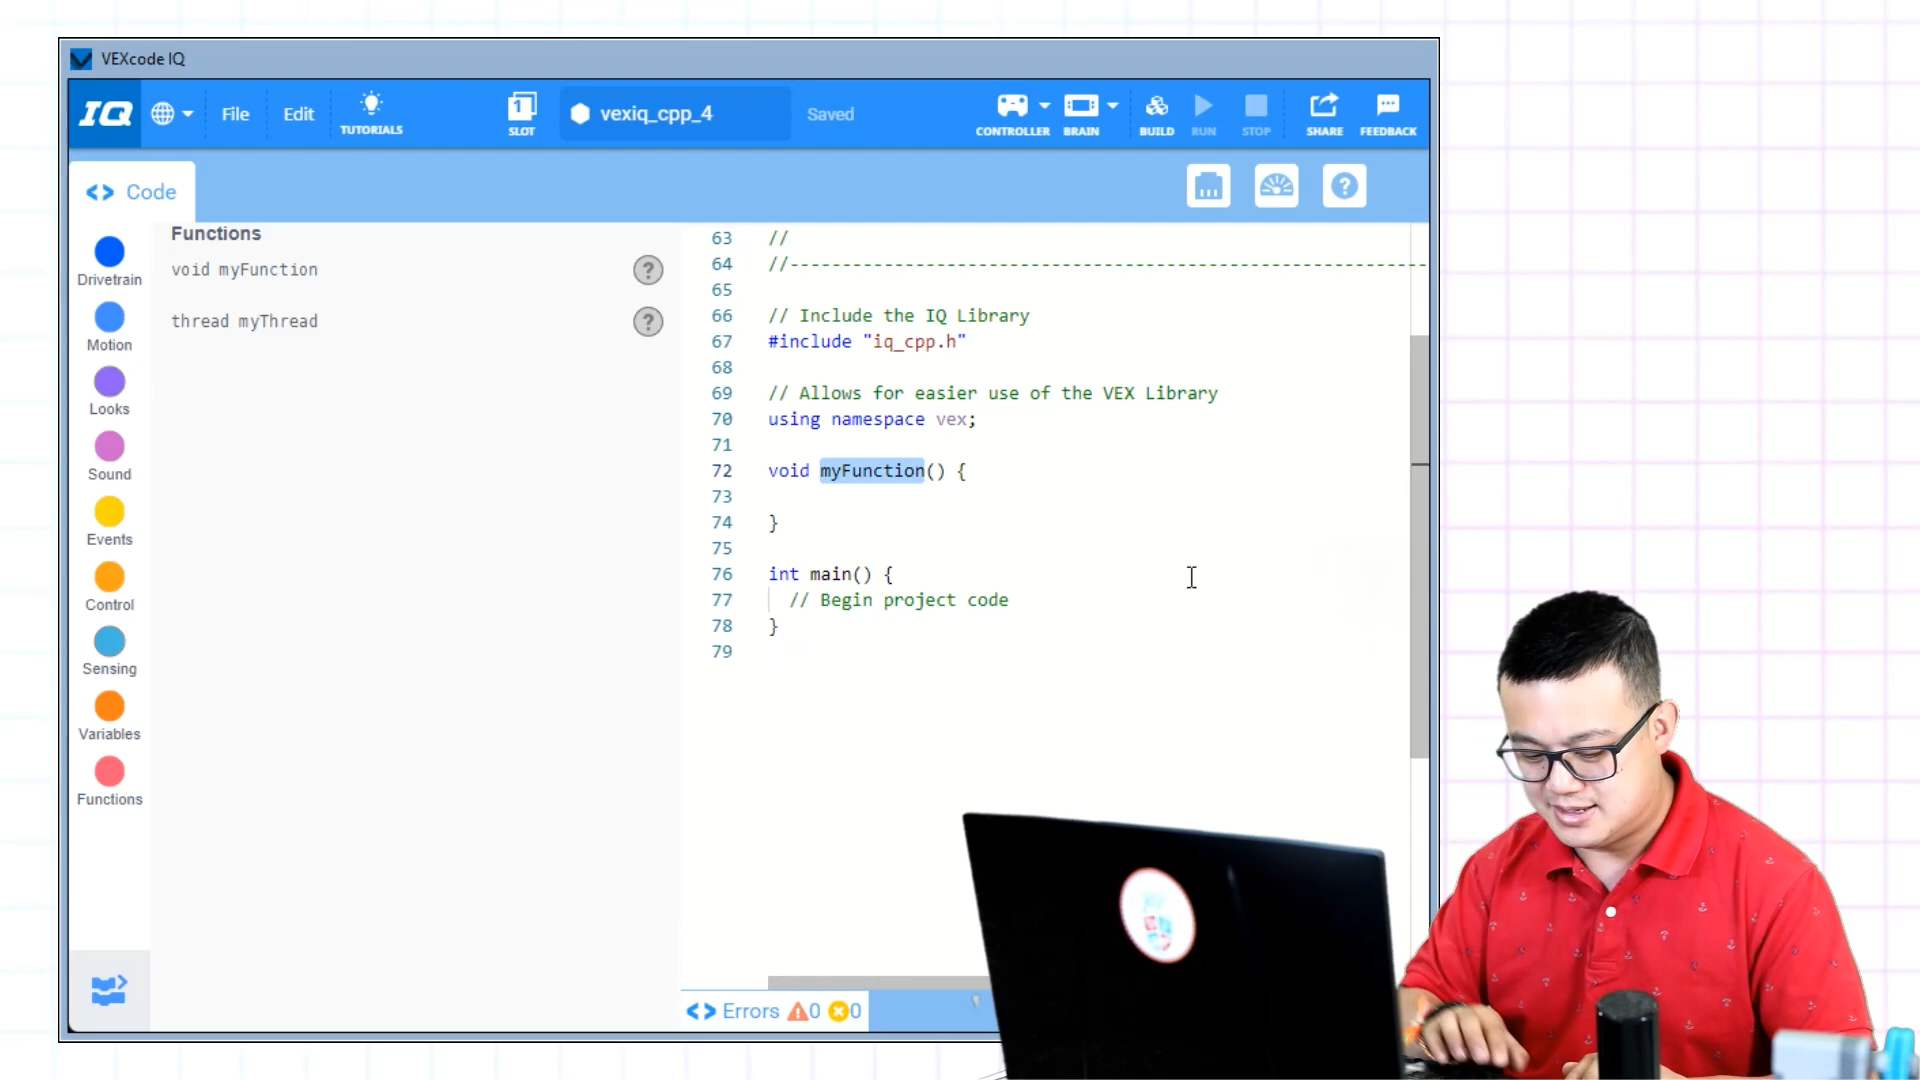 VEXcode IQ
IQ File Edit TUTORIALS 1 SLOT vexiq_cpp_4 Saved CONTROLLER BRAIN BUILD RUN STOP SHARE FEEDBACK
<> Code
Drivetrain
Motion
Looks
Sound
Events
Control
Sensing
Variables
Functions
Functions
void myFunction ?
thread myThread ?
63 //
64 //-------------------------------------------------------------
65
66 // Include the IQ Library
67 #include "iq_cpp.h"
68
69 // Allows for easier use of the VEX Library
70 using namespace vex;
71
72 void myFunction() {
73
74 }
75
76 int main() {
77 // Begin project code
78 }
79
<> Errors 0 0